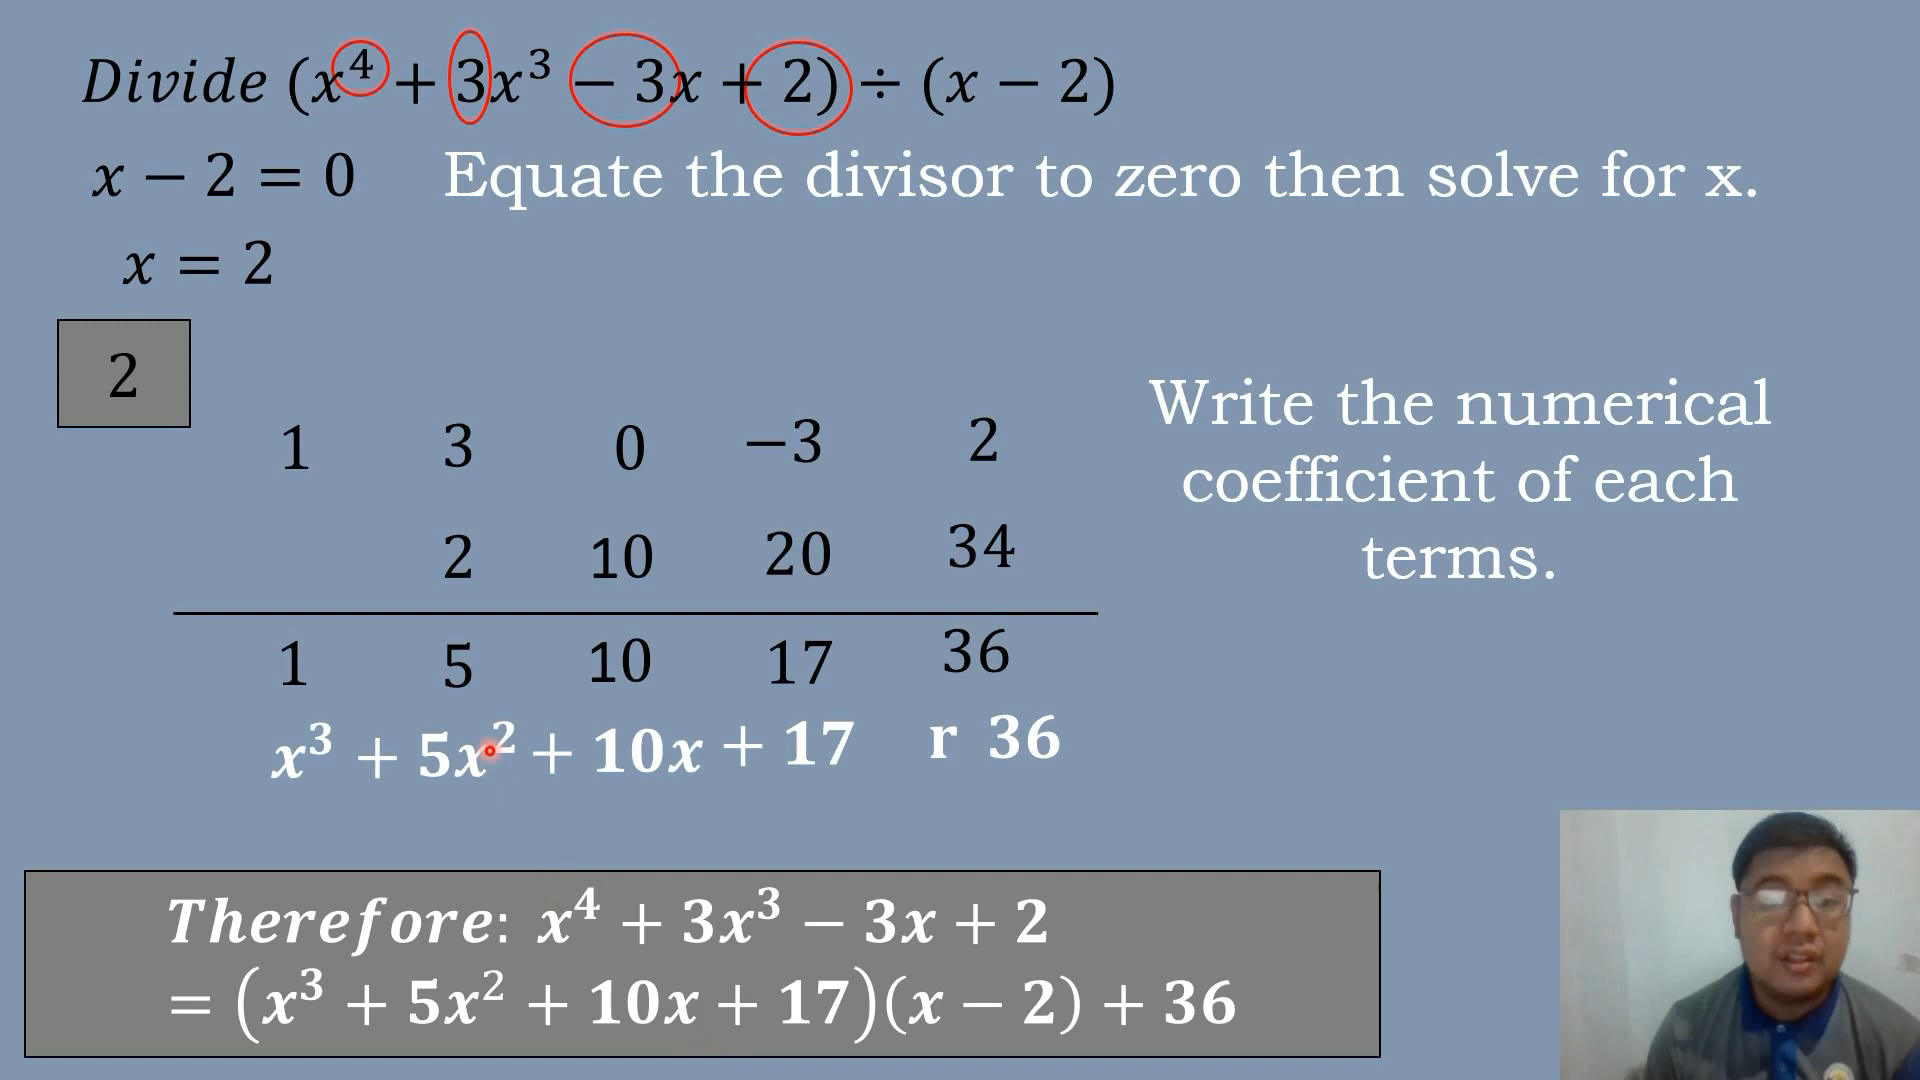 Divide (x⁴ + 3x³ − 3x + 2) ÷ (x − 2)
x − 2 = 0 Equate the divisor to zero then solve for x.
x = 2
2
Write the numerical
coefficient of each
terms.
1 3 0 −3 2
2 10 20 34
1 5 10 17 36
x³ + 5x² + 10x + 17 r 36
Therefore: x⁴ + 3x³ − 3x + 2
= (x³ + 5x² + 10x + 17)(x − 2) + 36